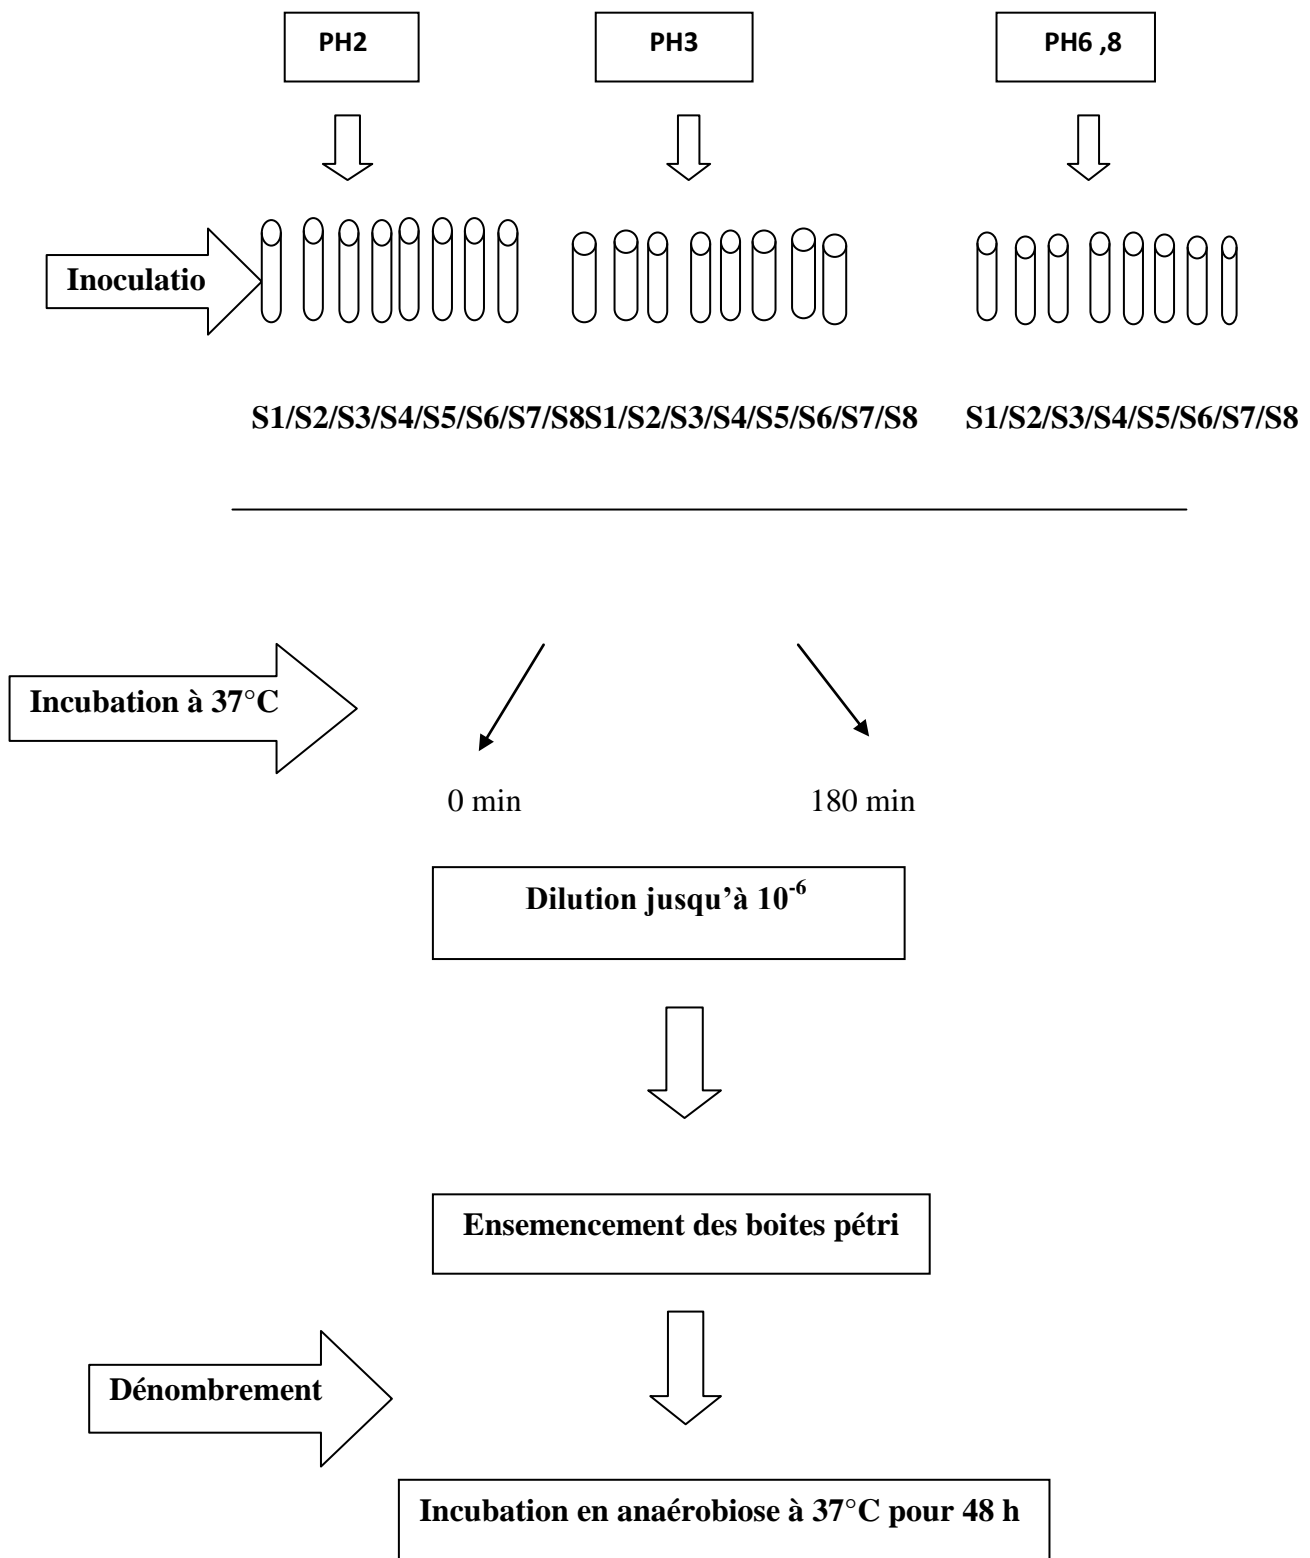 PH2 PH3 PH6 ,8
Inoculatio
S1/S2/S3/S4/S5/S6/S7/S8S1/S2/S3/S4/S5/S6/S7/S8 S1/S2/S3/S4/S5/S6/S7/S8
Incubation à 37°C
0 min 180 min
Dilution jusqu’à 10⁻⁶
Ensemencement des boites pétri
Dénombrement
Incubation en anaérobiose à 37°C pour 48 h